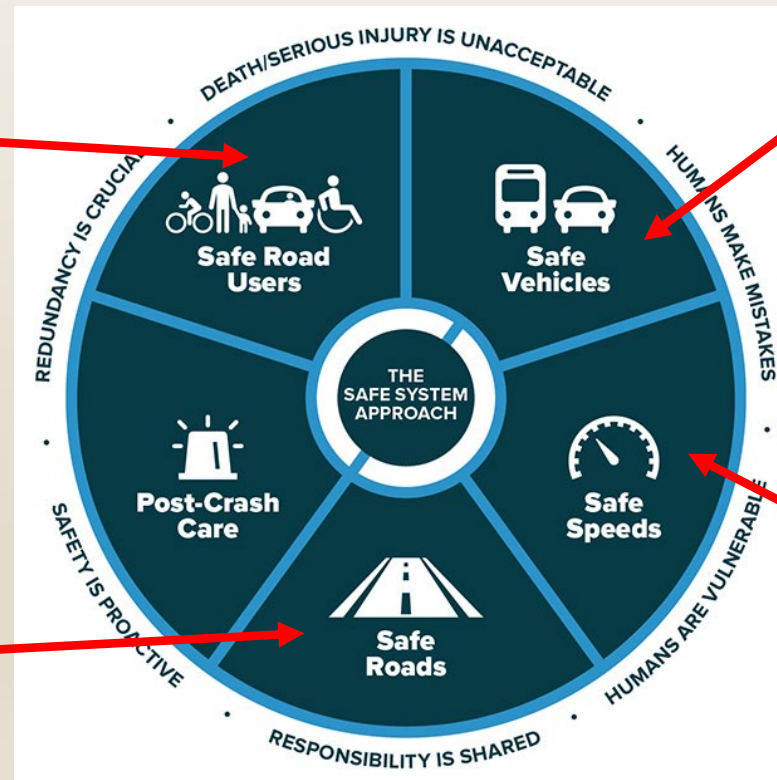 DEATH/SERIOUS INJURY IS UNACCEPTABLE
HUMANS MAKE MISTAKES
HUMANS ARE VULNERABLE
RESPONSIBILITY IS SHARED
SAFETY IS PROACTIVE
REDUNDANCY IS CRUCIAL
Safe Road
Users
Safe
Vehicles
THE
SAFE SYSTEM
APPROACH
Post-Crash
Care
Safe
Speeds
Safe
Roads